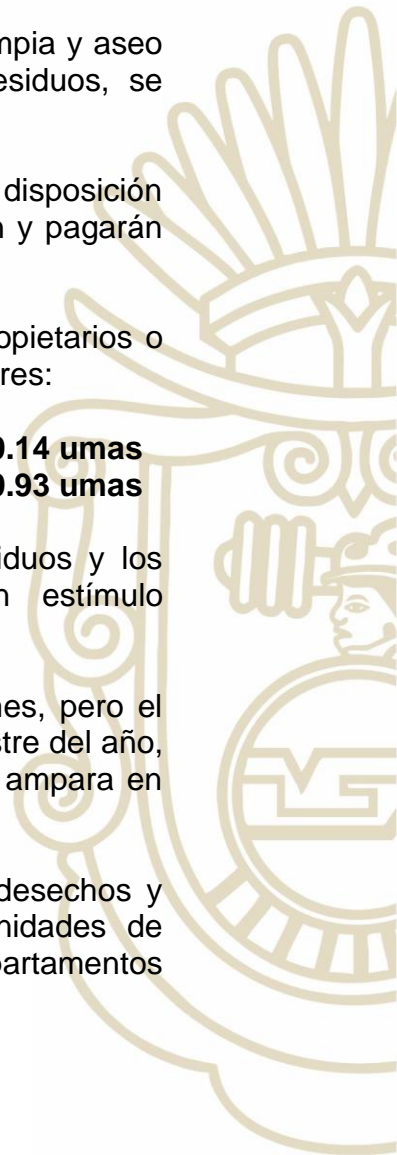 mpia y aseo
esiduos, se
disposición
n y pagarán
opietarios o
res:
0.14 umas
0.93 umas
iduos y los
n estímulo
nes, pero el
stre del año,
ampara en
desechos y
nidades de
partamentos